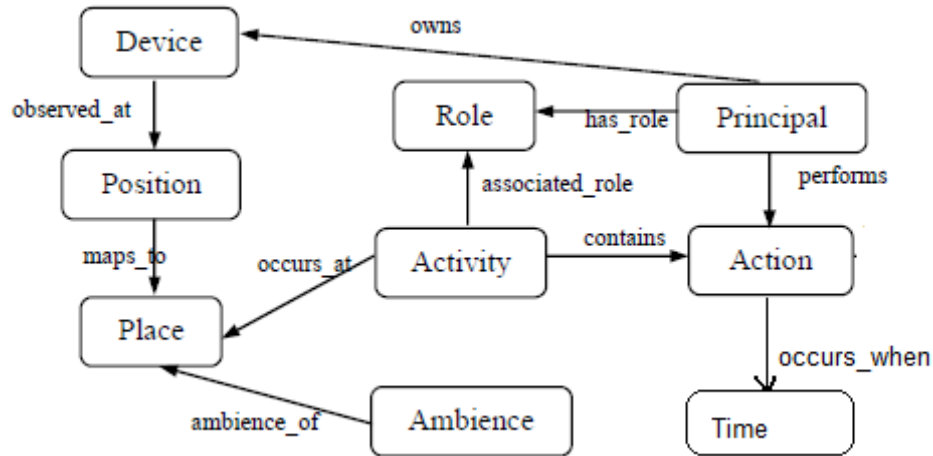 owns
Device
observed_at
Role
has_role
Principal
Position
associated_role
performs
maps_to
occurs_at
Activity
contains
Action
Place
occurs_when
ambience_of
Ambience
Time